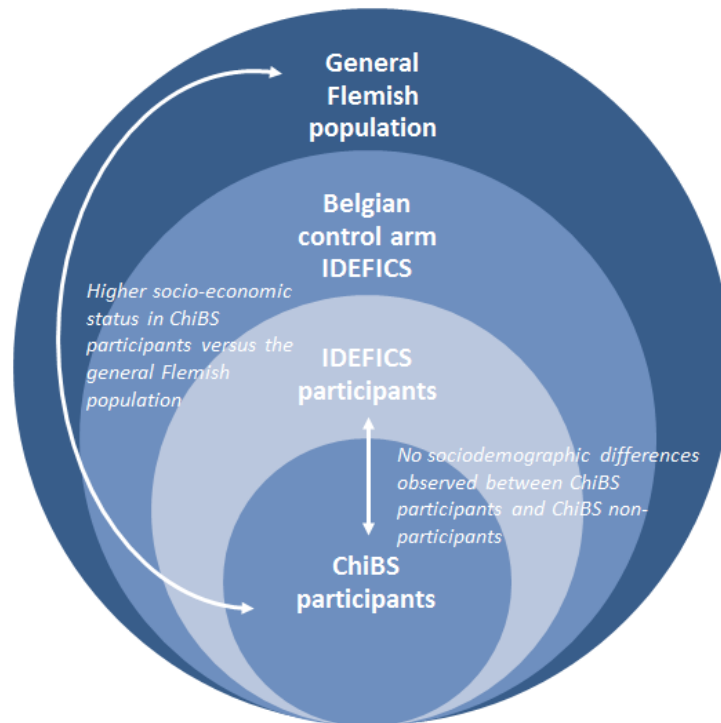 General
Flemish
population
Belgian
control arm
IDEFICS
Higher socio-economic
status in ChiBS
participants versus the
general Flemish
population
IDEFICS
participants
No sociodemographic differences
observed between ChiBS
participants and ChiBS non-
participants
ChiBS
participants